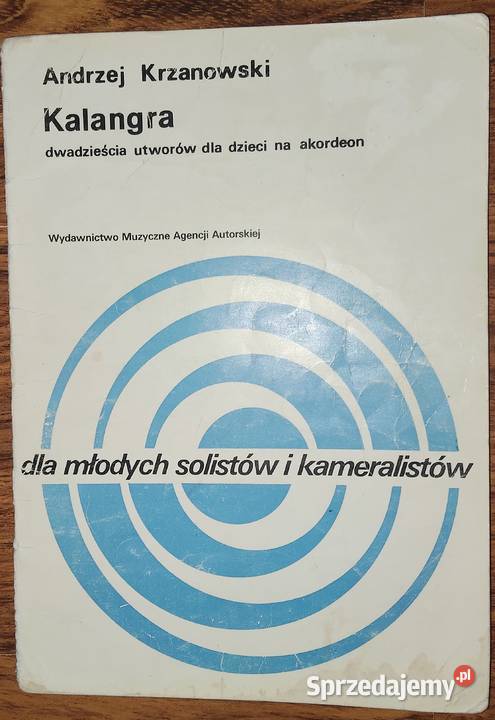 Andrzej Krzanowski
Kalangra
dwadzieścia utworów dla dzieci na akordeon
Wydawnictwo Muzyczne Agencji Autorskiej
dla młodych solistów i kameralistów
Sprzedajemy.pl